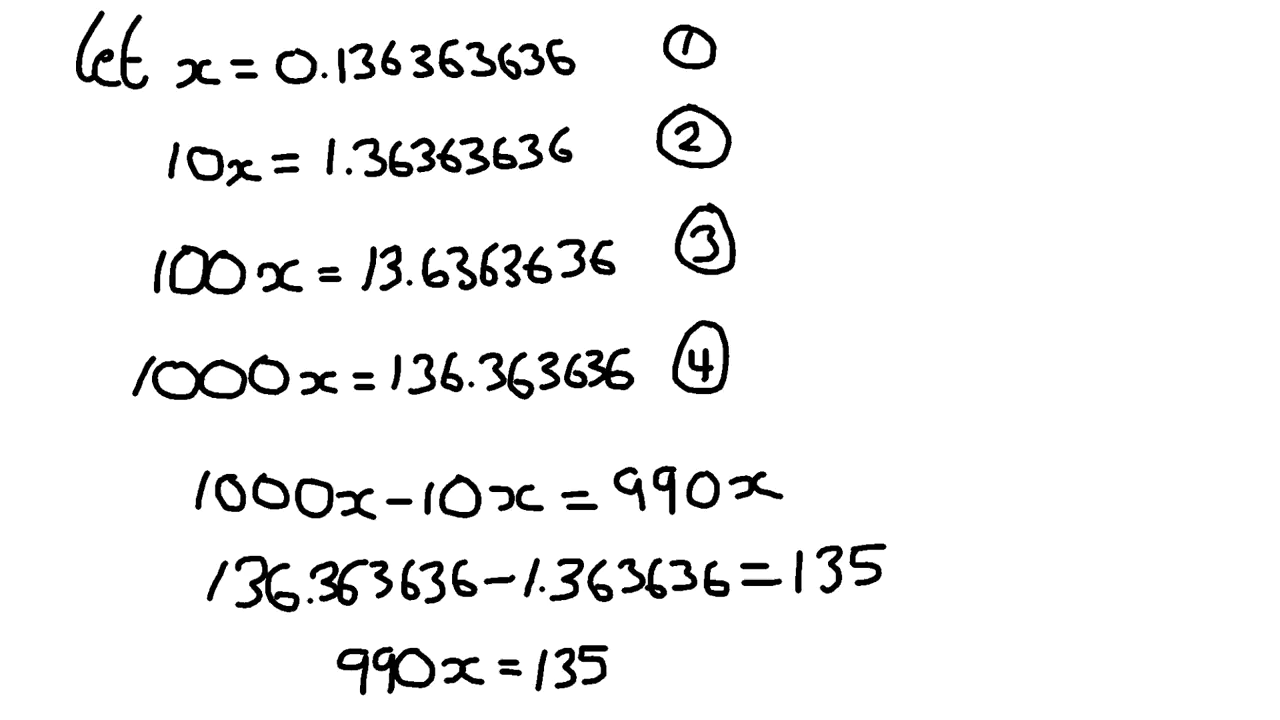 let x = 0.136363636 ①
10x = 1.36363636 ②
100x = 13.6363636 ③
1000x = 136.363636 ④
1000x - 10x = 990x
136.363636 - 1.363636 = 135
990x = 135